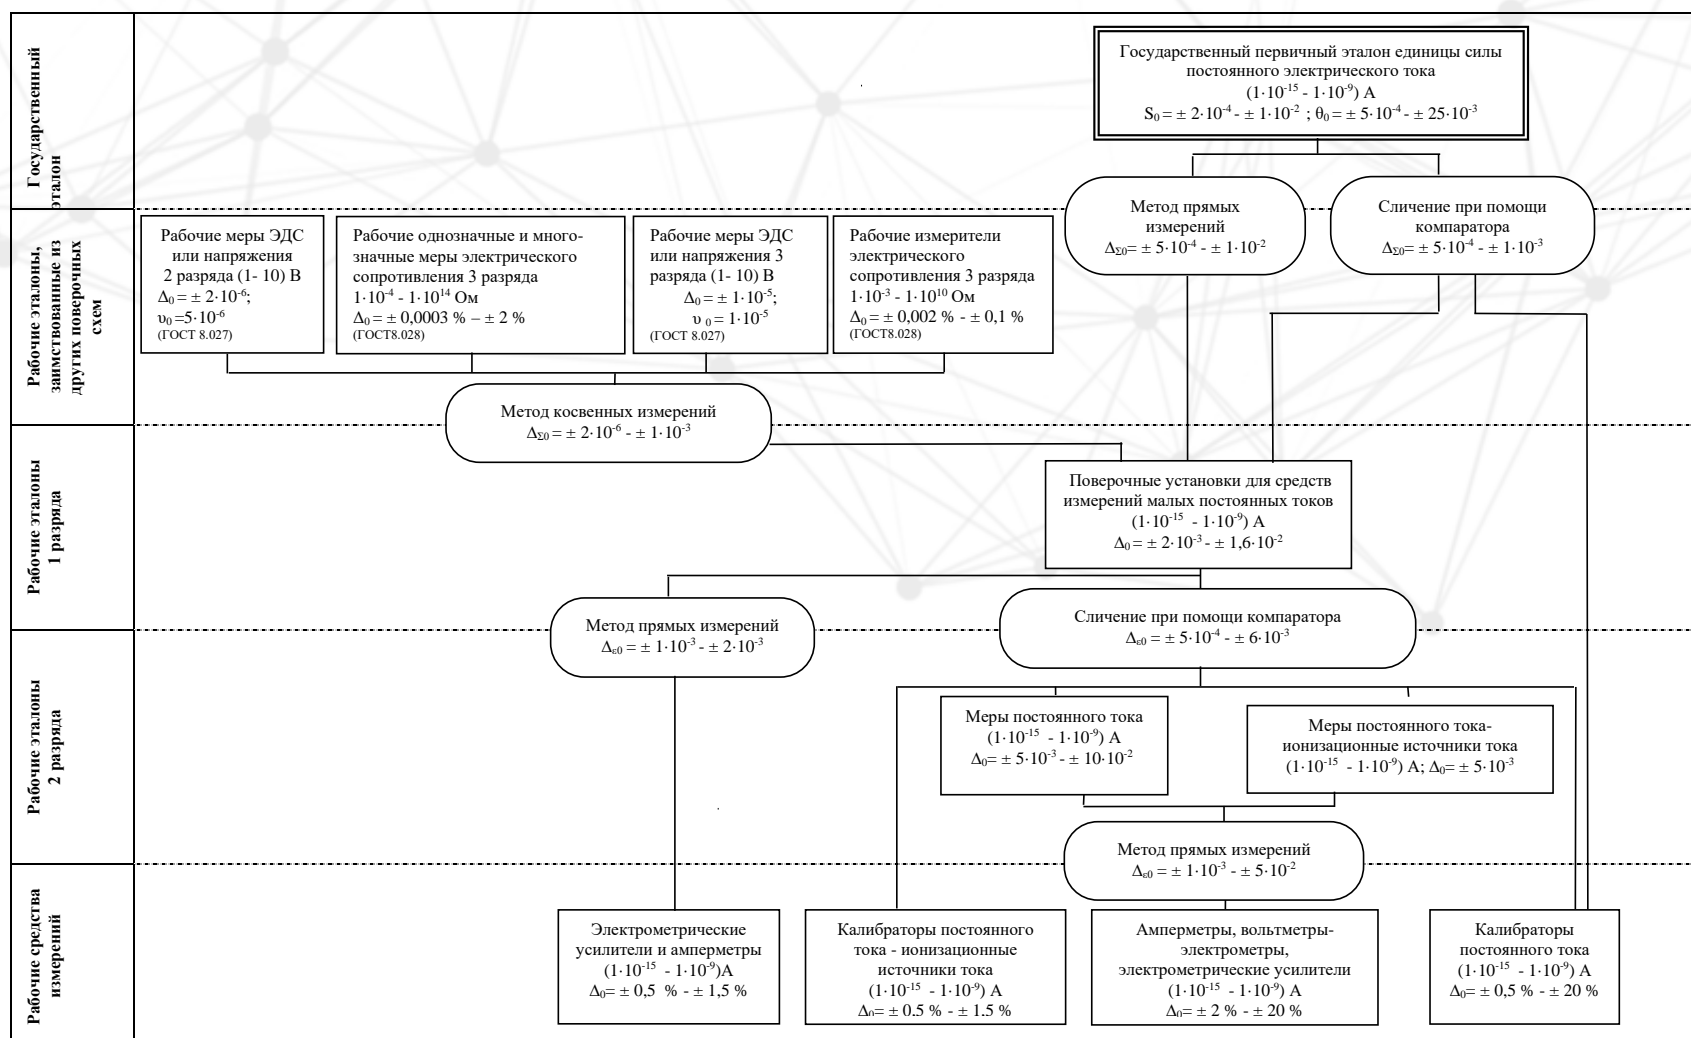 Государственный
эталон
Государственный первичный эталон единицы силы
постоянного электрического тока
(1·10⁻¹⁵ - 1·10⁻⁹) А
S₀ = ± 2·10⁻⁴ - ± 1·10⁻² ; θ₀ = ± 5·10⁻⁴ - ± 25·10⁻³
Метод прямых
измерений
Δ_Σ0 = ± 5·10⁻⁴ - ± 1·10⁻²
Сличение при помощи
компаратора
Δ_Σ0 = ± 5·10⁻⁴ - ± 1·10⁻³
Рабочие эталоны,
заимствованные из
других поверочных
схем
Рабочие меры ЭДС
или напряжения
2 разряда (1- 10) В
Δ₀ = ± 2·10⁻⁶;
υ₀ =5·10⁻⁶
(ГОСТ 8.027)
Рабочие однозначные и много-
значные меры электрического
сопротивления 3 разряда
1·10⁻⁴ - 1·10¹⁴ Ом
Δ₀ = ± 0,0003 % – ± 2 %
(ГОСТ8.028)
Рабочие меры ЭДС
или напряжения 3
разряда (1- 10) В
Δ₀ = ± 1·10⁻⁵;
υ ₀ = 1·10⁻⁵
(ГОСТ 8.027)
Рабочие измерители
электрического
сопротивления 3 разряда
1·10⁻³ - 1·10¹⁰ Ом
Δ₀ = ± 0,002 % - ± 0,1 %
(ГОСТ8.028)
Метод косвенных измерений
Δ_Σ0 = ± 2·10⁻⁶ - ± 1·10⁻³
Рабочие эталоны
1 разряда
Поверочные установки для средств
измерений малых постоянных токов
(1·10⁻¹⁵ - 1·10⁻⁹) А
Δ₀ = ± 2·10⁻³ - ± 1,6·10⁻²
Метод прямых измерений
Δ_ε0 = ± 1·10⁻³ - ± 2·10⁻³
Сличение при помощи компаратора
Δ_ε0 = ± 5·10⁻⁴ - ± 6·10⁻³
Рабочие эталоны
2 разряда
Меры постоянного тока
(1·10⁻¹⁵ - 1·10⁻⁹) А
Δ₀= ± 5·10⁻³ - ± 10·10⁻²
Меры постоянного тока-
ионизационные источники тока
(1·10⁻¹⁵ - 1·10⁻⁹) А; Δ₀= ± 5·10⁻³
Метод прямых измерений
Δ_ε0 = ± 1·10⁻³ - ± 5·10⁻²
Рабочие средства
измерений
Электрометрические
усилители и амперметры
(1·10⁻¹⁵ - 1·10⁻⁹)А
Δ₀= ± 0,5 % - ± 1,5 %
Калибраторы постоянного
тока - ионизационные
источники тока
(1·10⁻¹⁵ - 1·10⁻⁹) А
Δ₀= ± 0.5 % - ± 1.5 %
Амперметры, вольтметры-
электрометры,
электрометрические усилители
(1·10⁻¹⁵ - 1·10⁻⁹) А
Δ₀= ± 2 % - ± 20 %
Калибраторы
постоянного тока
(1·10⁻¹⁵ - 1·10⁻⁹) А
Δ₀= ± 0,5 % - ± 20 %